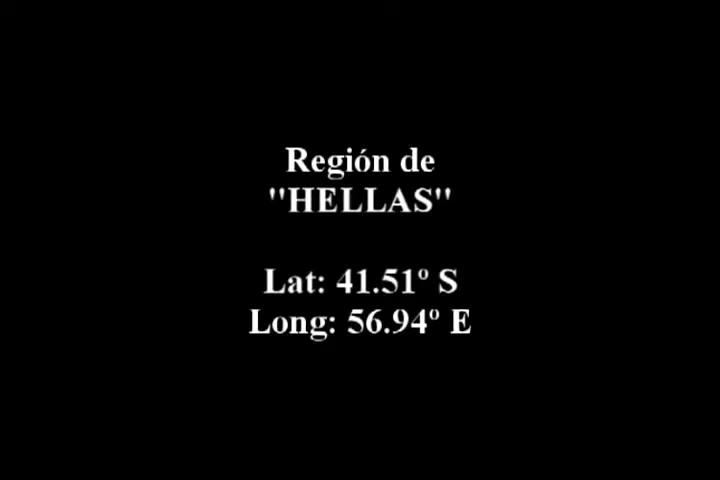 Región de
"HELLAS"
Lat: 41.51º S
Long: 56.94º E